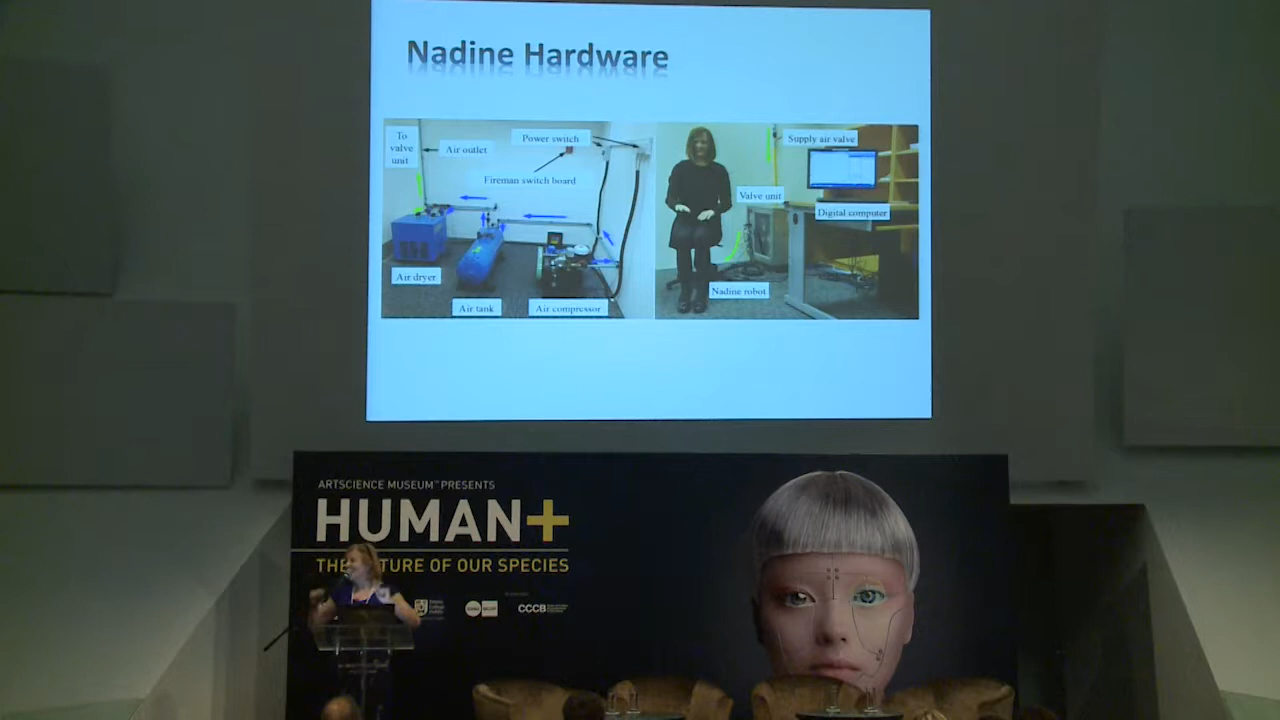 Nadine Hardware
To
valve
unit
Air outlet
Power switch
Fireman switch board
Air dryer
Air tank
Air compressor
Supply air valve
Valve unit
Digital computer
Nadine robot
ARTSCIENCE MUSEUM™ PRESENTS
HUMAN+
THE TURE OF OUR SPECIES
CCCB